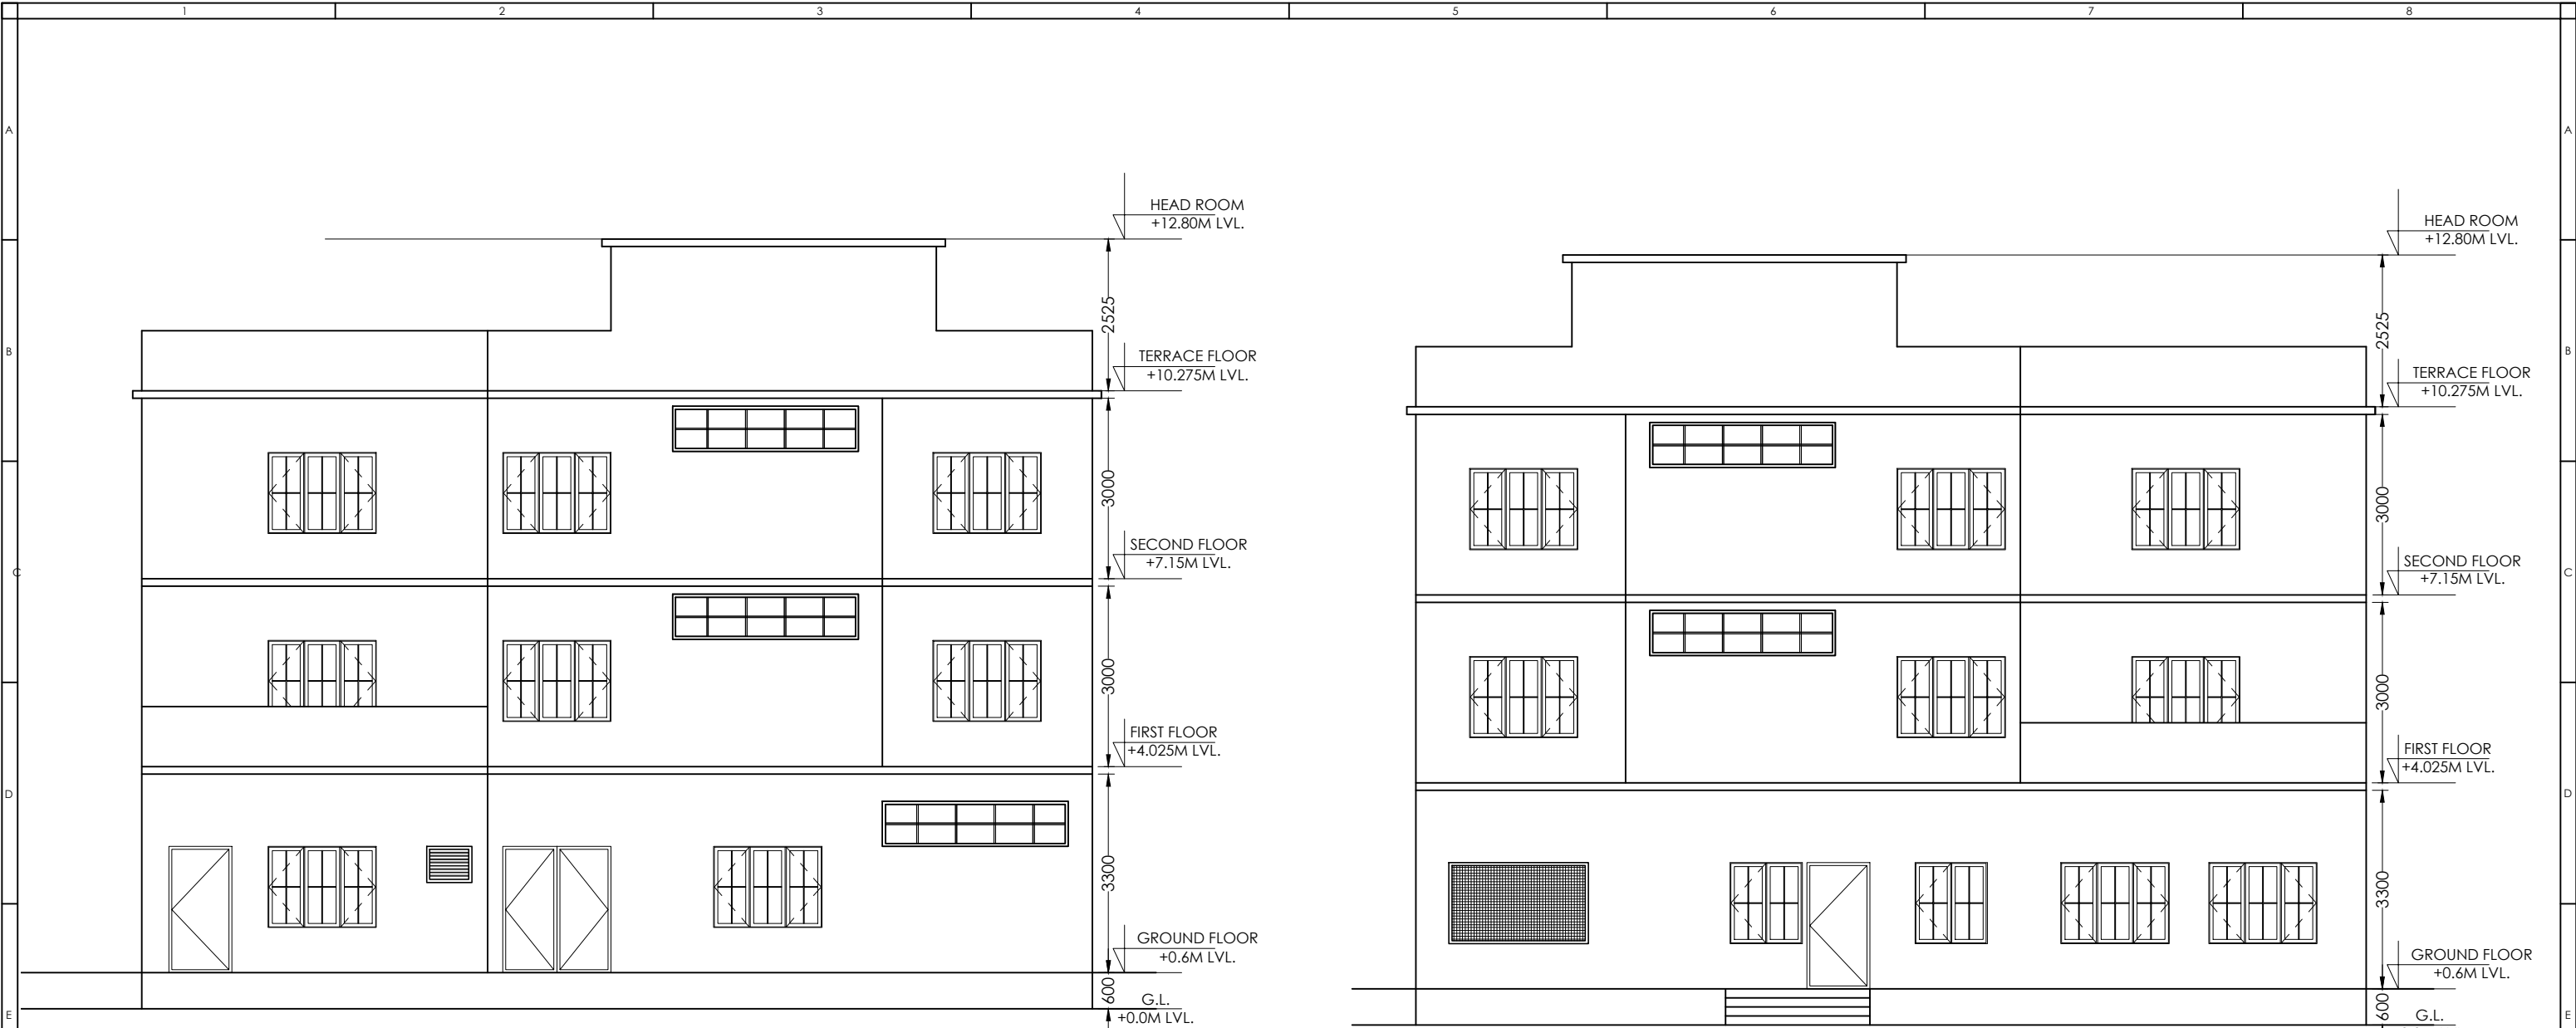 1 2 3 4 5 6 7 8
A A
HEAD ROOM
+12.80M LVL.
HEAD ROOM
+12.80M LVL.
2525
2525
B B
TERRACE FLOOR
+10.275M LVL.
TERRACE FLOOR
+10.275M LVL.
3000
3000
SECOND FLOOR
+7.15M LVL.
SECOND FLOOR
+7.15M LVL.
C C
3000
3000
FIRST FLOOR
+4.025M LVL.
FIRST FLOOR
+4.025M LVL.
D D
3300
3300
GROUND FLOOR
+0.6M LVL.
GROUND FLOOR
+0.6M LVL.
600
G.L.
+0.0M LVL.
600
G.L.
E E